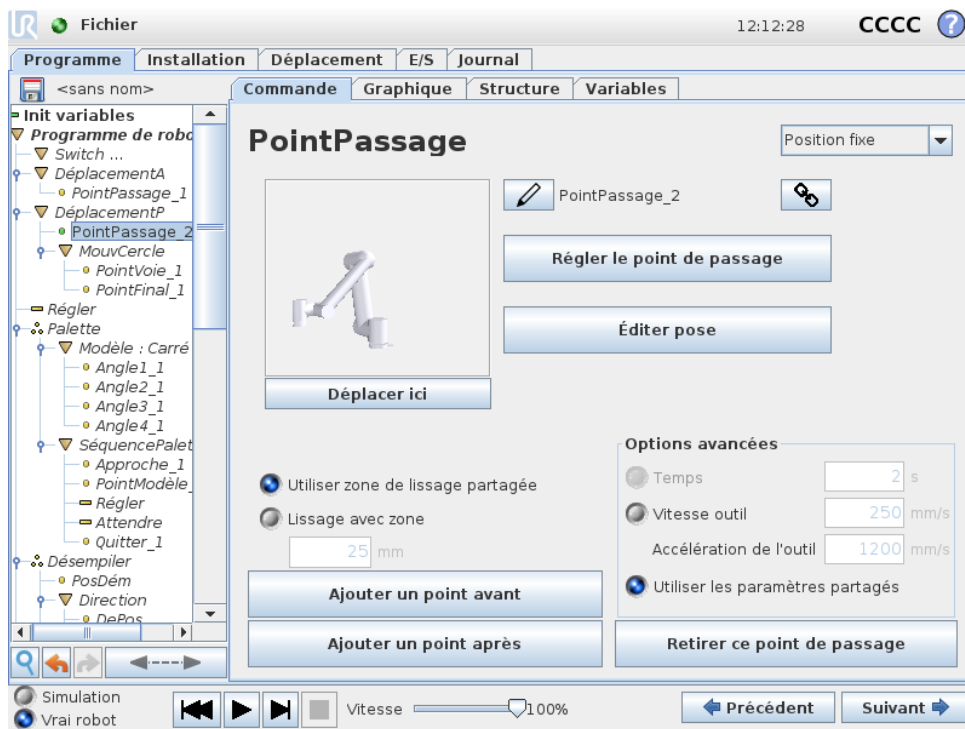 UR Fichier 12:12:28 CCCC ?
Programme Installation Déplacement E/S Journal
<sans nom> Commande Graphique Structure Variables
Init variables
Programme de robo
Switch ...
DéplacementA
PointPassage_1
DéplacementP
PointPassage_2
MouvCercle
PointVoie_1
PointFinal_1
Régler
Palette
Modèle : Carré
Angle1_1
Angle2_1
Angle3_1
Angle4_1
SéquencePalet
Approche_1
PointModèle_
Régler
Attendre
Quitter_1
Désempiler
PosDém
Direction
DePos
PointPassage
Position fixe
PointPassage_2
Régler le point de passage
Éditer pose
Déplacer ici
Utiliser zone de lissage partagée
Lissage avec zone
25 mm
Options avancées
Temps 2 s
Vitesse outil 250 mm/s
Accélération de l'outil 1200 mm/s
Utiliser les paramètres partagés
Ajouter un point avant
Ajouter un point après
Retirer ce point de passage
Simulation
Vrai robot
Vitesse 100%
Précédent
Suivant